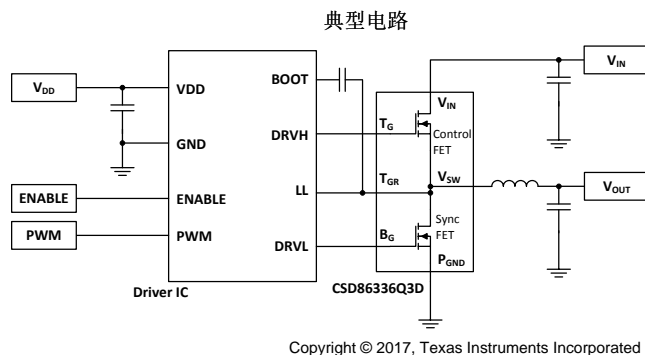 典型电路
VDD
VDD
BOOT
VIN
VIN
TG
Control
FET
GND
DRVH
ENABLE
ENABLE
LL
TGR
VSW
VOUT
PWM
PWM
DRVL
BG
Sync
FET
PGND
Driver IC
CSD86336Q3D
Copyright © 2017, Texas Instruments Incorporated